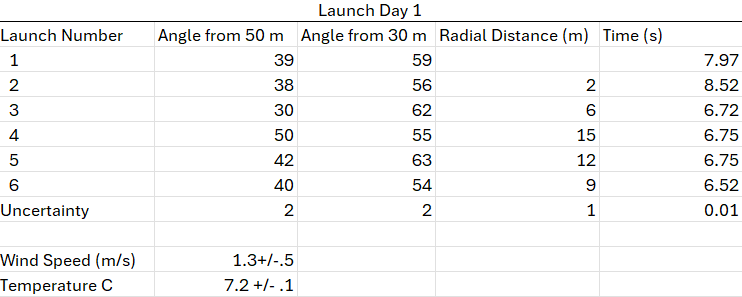 Launch Day 1
Launch Number Angle from 50 m Angle from 30 m Radial Distance (m) Time (s)
1 39 59 7.97
2 38 56 2 8.52
3 30 62 6 6.72
4 50 55 15 6.75
5 42 63 12 6.75
6 40 54 9 6.52
Uncertainty 2 2 1 0.01
Wind Speed (m/s) 1.3+/-.5
Temperature C 7.2 +/- .1